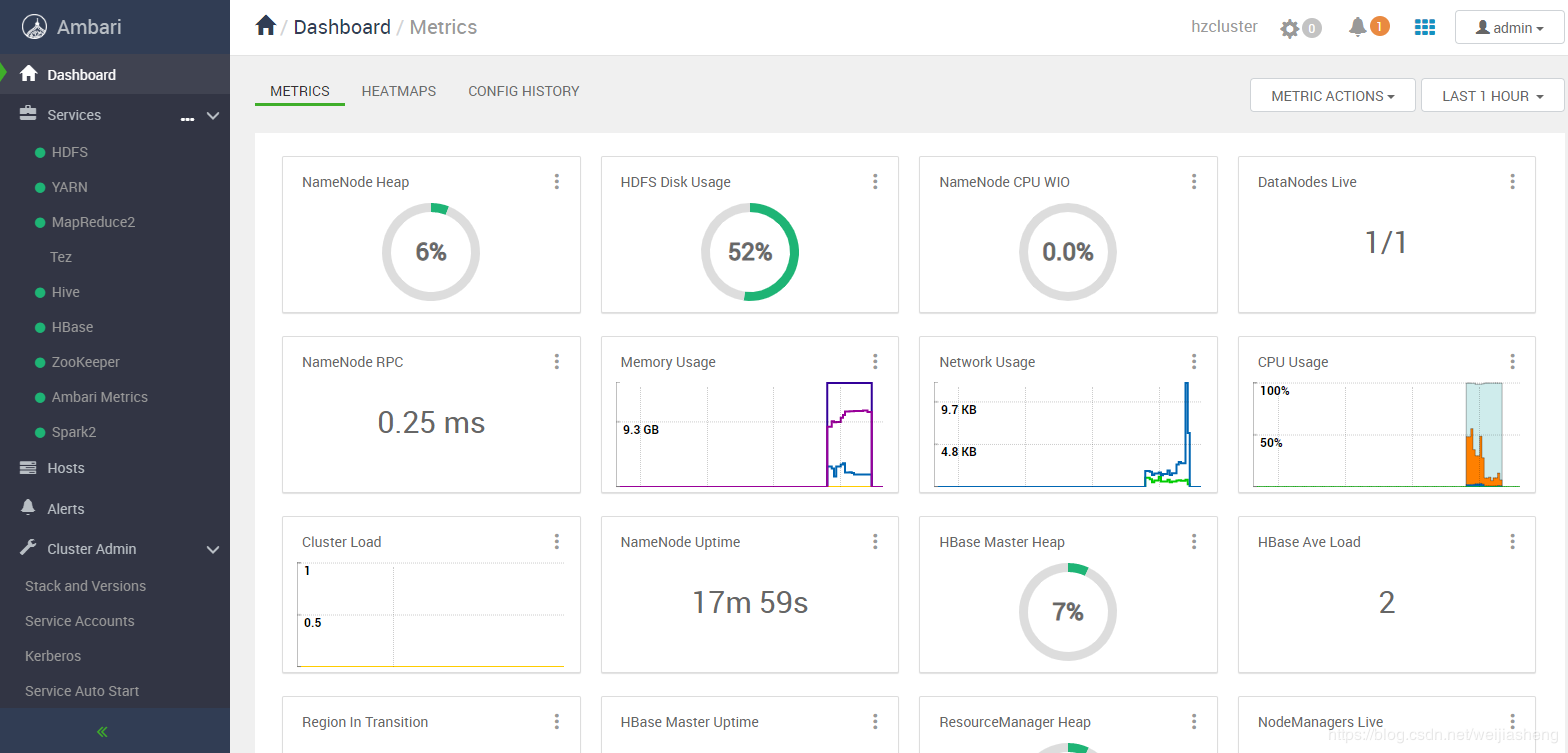 Ambari
Dashboard / Metrics
hzcluster
0
1
admin
Dashboard
Services
...
HDFS
YARN
MapReduce2
Tez
Hive
HBase
ZooKeeper
Ambari Metrics
Spark2
Hosts
Alerts
Cluster Admin
Stack and Versions
Service Accounts
Kerberos
Service Auto Start
METRICS
HEATMAPS
CONFIG HISTORY
METRIC ACTIONS
LAST 1 HOUR
NameNode Heap
6%
HDFS Disk Usage
52%
NameNode CPU WIO
0.0%
DataNodes Live
1/1
NameNode RPC
0.25 ms
Memory Usage
9.3 GB
Network Usage
9.7 KB
4.8 KB
CPU Usage
100%
50%
Cluster Load
1
0.5
NameNode Uptime
17m 59s
HBase Master Heap
7%
HBase Ave Load
2
Region In Transition
HBase Master Uptime
ResourceManager Heap
NodeManagers Live
https://blog.csdn.net/weijiasheng